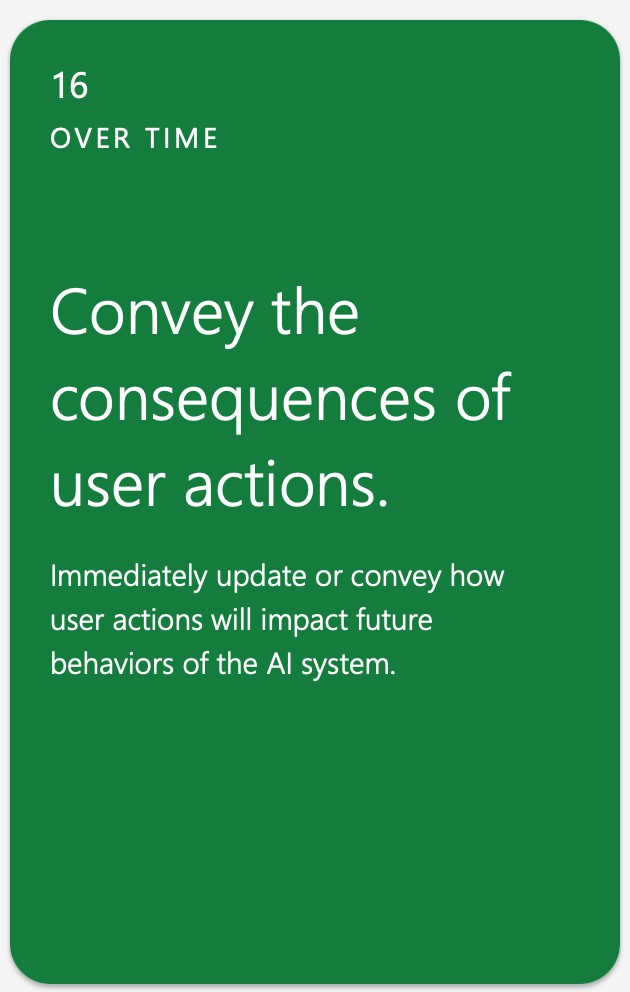 16
OVER TIME
Convey the
consequences of
user actions.
Immediately update or convey how
user actions will impact future
behaviors of the AI system.